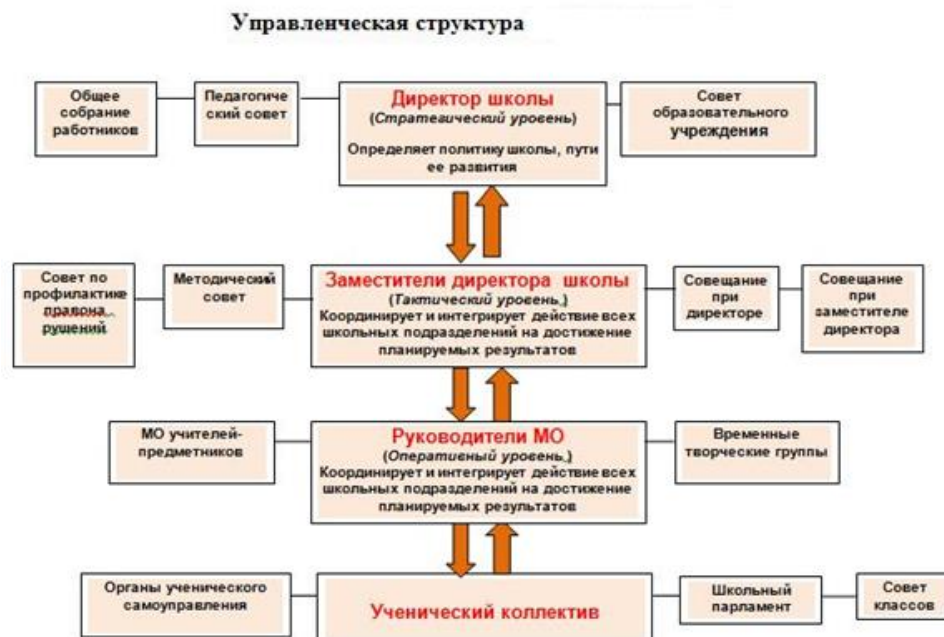 Управленческая структура
Общее
собрание
работников
Педагогиче
ский совет
Директор школы
(Стратегический уровень)
Определяет политику школы, пути
ее развития
Совет
образовательного
учреждения
Совет по
профилактике
правона
рушений
Методический
совет
Заместители директора школы
(Тактический уровень.)
Координирует и интегрирует действие всех
школьных подразделений на достижение
планируемых результатов
Совещание
при
директоре
Совещание
при
заместителе
директора
МО учителей-
предметников
Руководители МО
(Оперативный уровень.)
Координирует и интегрирует действие всех
школьных подразделений на достижение
планируемых результатов
Временные
творческие группы
Органы ученического
самоуправления
Ученический коллектив
Школьный
парламент
Совет
классов